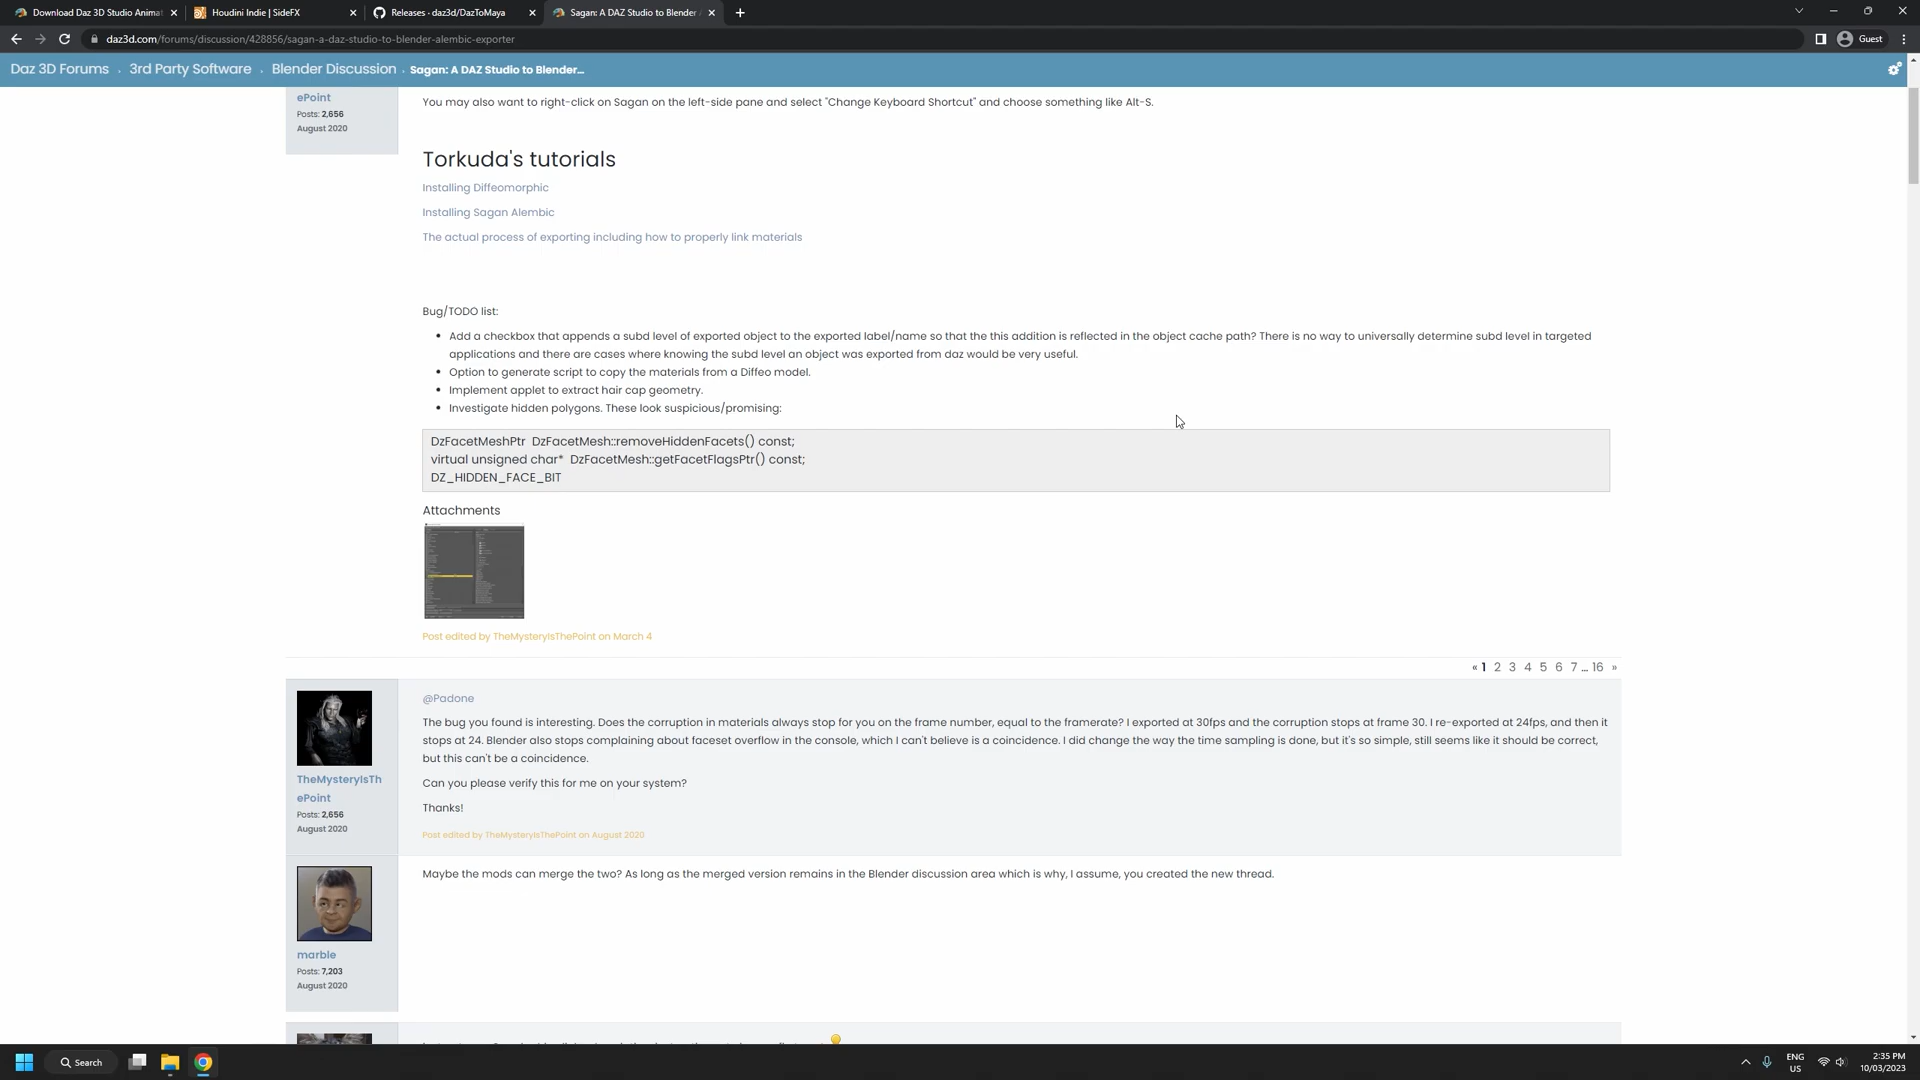 Download Daz 3D Studio Animat
Houdini Indie | SideFX
Releases · daz3d/DazToMaya
Sagan: A DAZ Studio to Blender
daz3d.com/forums/discussion/428856/sagan-a-daz-studio-to-blender-alembic-exporter
Guest
Daz 3D Forums
3rd Party Software
Blender Discussion
Sagan: A DAZ Studio to Blender...
ePoint
Posts: 2,656
August 2020
You may also want to right-click on Sagan on the left-side pane and select "Change Keyboard Shortcut" and choose something like Alt-S.
Torkuda's tutorials
Installing Diffeomorphic
Installing Sagan Alembic
The actual process of exporting including how to properly link materials
Bug/TODO list:
• Add a checkbox that appends a subd level of exported object to the exported label/name so that the this addition is reflected in the object cache path? There is no way to universally determine subd level in targeted
applications and there are cases where knowing the subd level an object was exported from daz would be very useful.
• Option to generate script to copy the materials from a Diffeo model.
• Implement applet to extract hair cap geometry.
• Investigate hidden polygons. These look suspicious/promising:
DzFacetMeshPtr DzFacetMesh::removeHiddenFacets() const;
virtual unsigned char* DzFacetMesh::getFacetFlagsPtr() const;
DZ_HIDDEN_FACE_BIT
Attachments
Post edited by TheMysteryIsThePoint on March 4
« 1 2 3 4 5 6 7 ... 16 »
TheMysteryIsTh
ePoint
Posts: 2,656
August 2020
@Padone
The bug you found is interesting. Does the corruption in materials always stop for you on the frame number, equal to the framerate? I exported at 30fps and the corruption stops at frame 30. I re-exported at 24fps, and then it
stops at 24. Blender also stops complaining about faceset overflow in the console, which I can't believe is a coincidence. I did change the way the time sampling is done, but it's so simple, still seems like it should be correct,
but this can't be a coincidence.
Can you please verify this for me on your system?
Thanks!
Post edited by TheMysteryIsThePoint on August 2020
marble
Posts: 7,203
August 2020
Maybe the mods can merge the two? As long as the merged version remains in the Blender discussion area which is why, I assume, you created the new thread.
Search
ENG
US
2:35 PM
10/03/2023